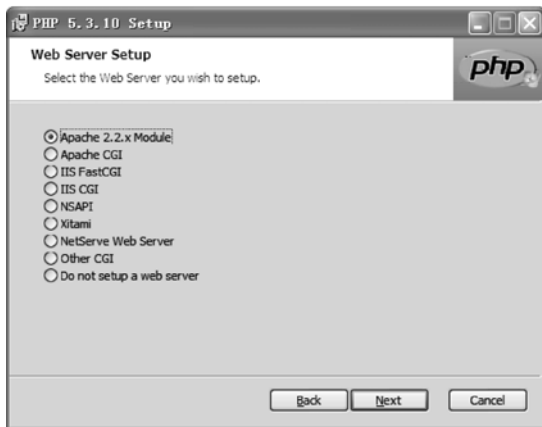 PHP 5.3.10 Setup
Web Server Setup
Select the Web Server you wish to setup.
php
Apache 2.2.x Module
Apache CGI
IIS FastCGI
IIS CGI
NSAPI
Xitami
NetServe Web Server
Other CGI
Do not setup a web server
Back Next Cancel